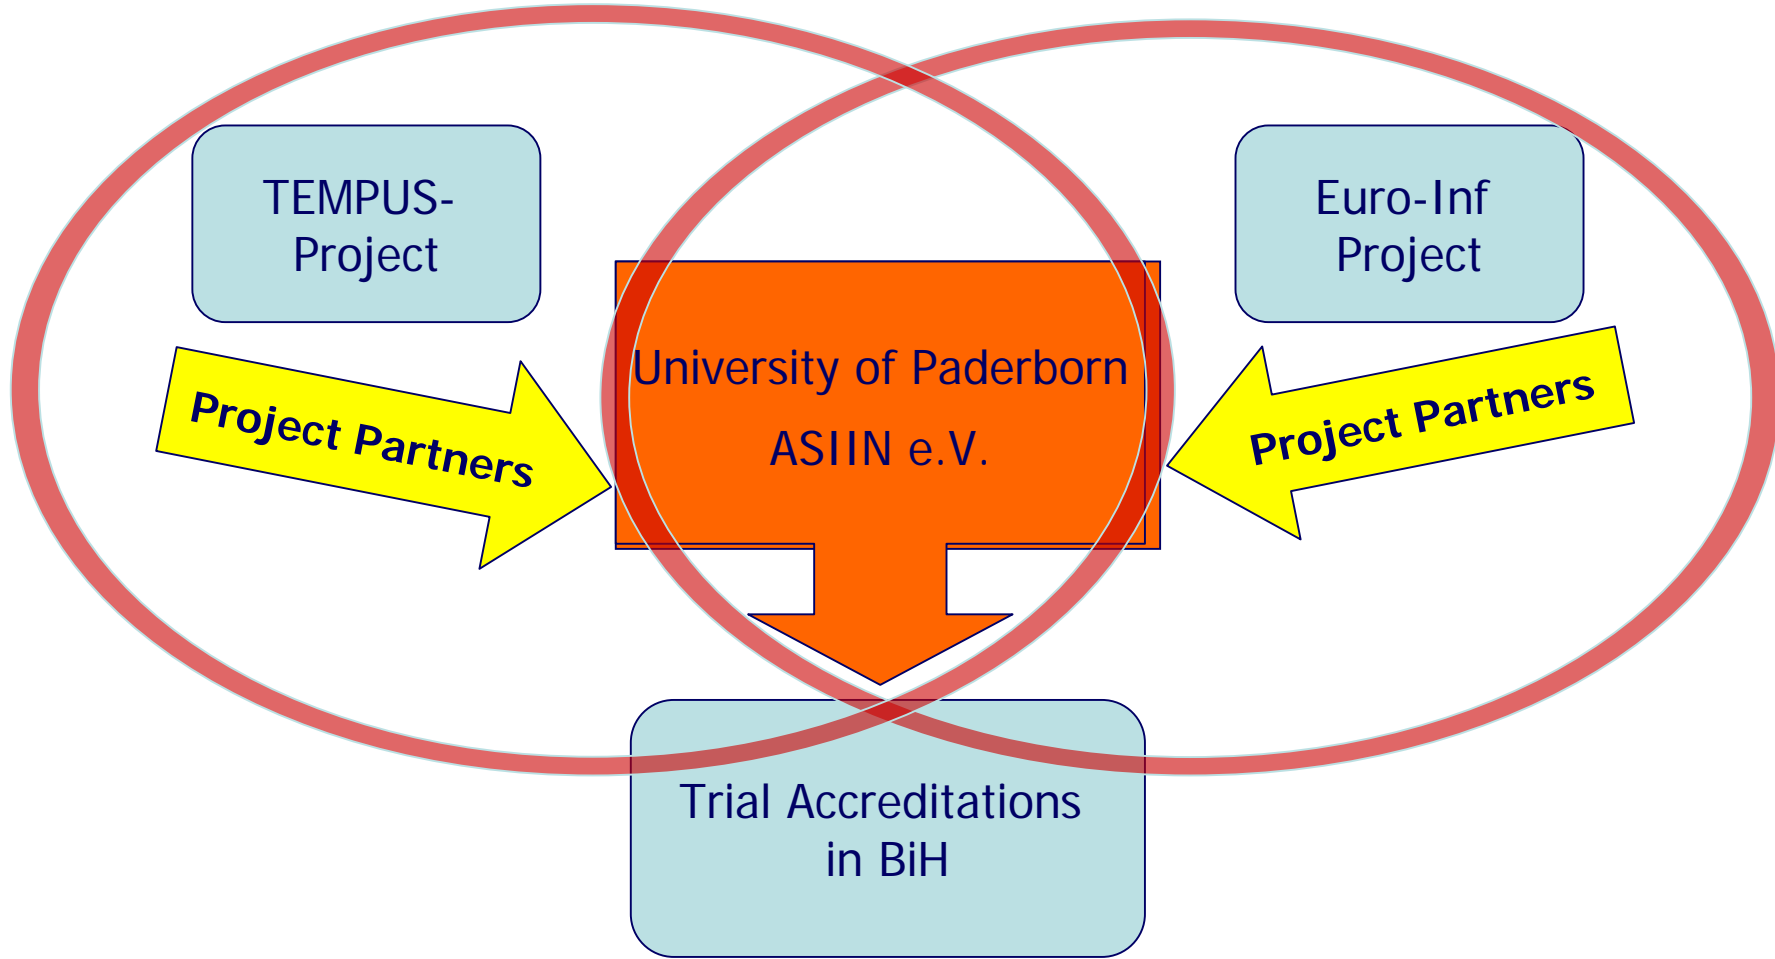 TEMPUS-
Project
Euro-Inf
Project
University of Paderborn
ASIIN e.V.
Project Partners
Project Partners
Trial Accreditations
in BiH